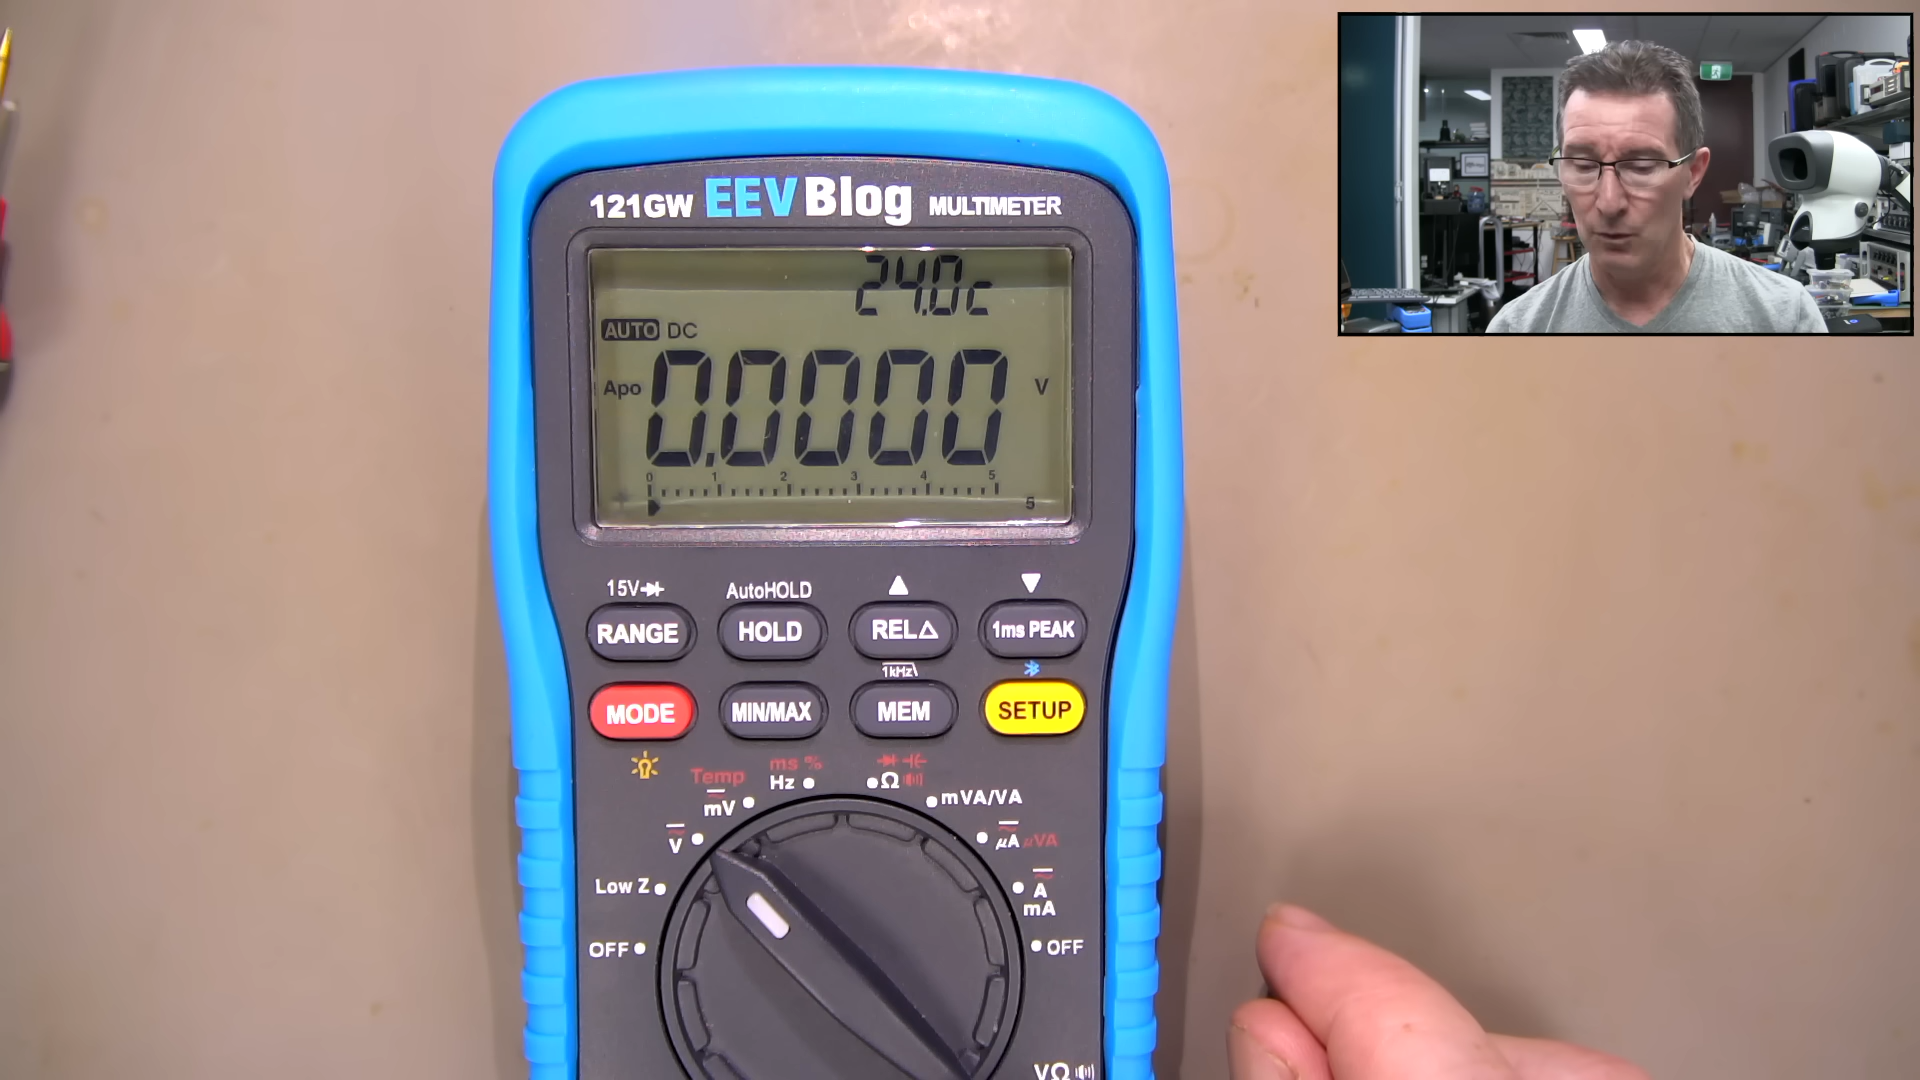 121GW EEVBlog MULTIMETER
24.0c
AUTO DC
Apo 0.0000 V
0 1 2 3 4 5
5
15V AutoHOLD ▲ ▼
RANGE HOLD REL△ 1ms PEAK
1kHz
MODE MIN/MAX MEM SETUP
Temp ms %
Hz Ω
mV mVA/VA
V µA µVA
Low Z A
mA
OFF OFF
VΩ